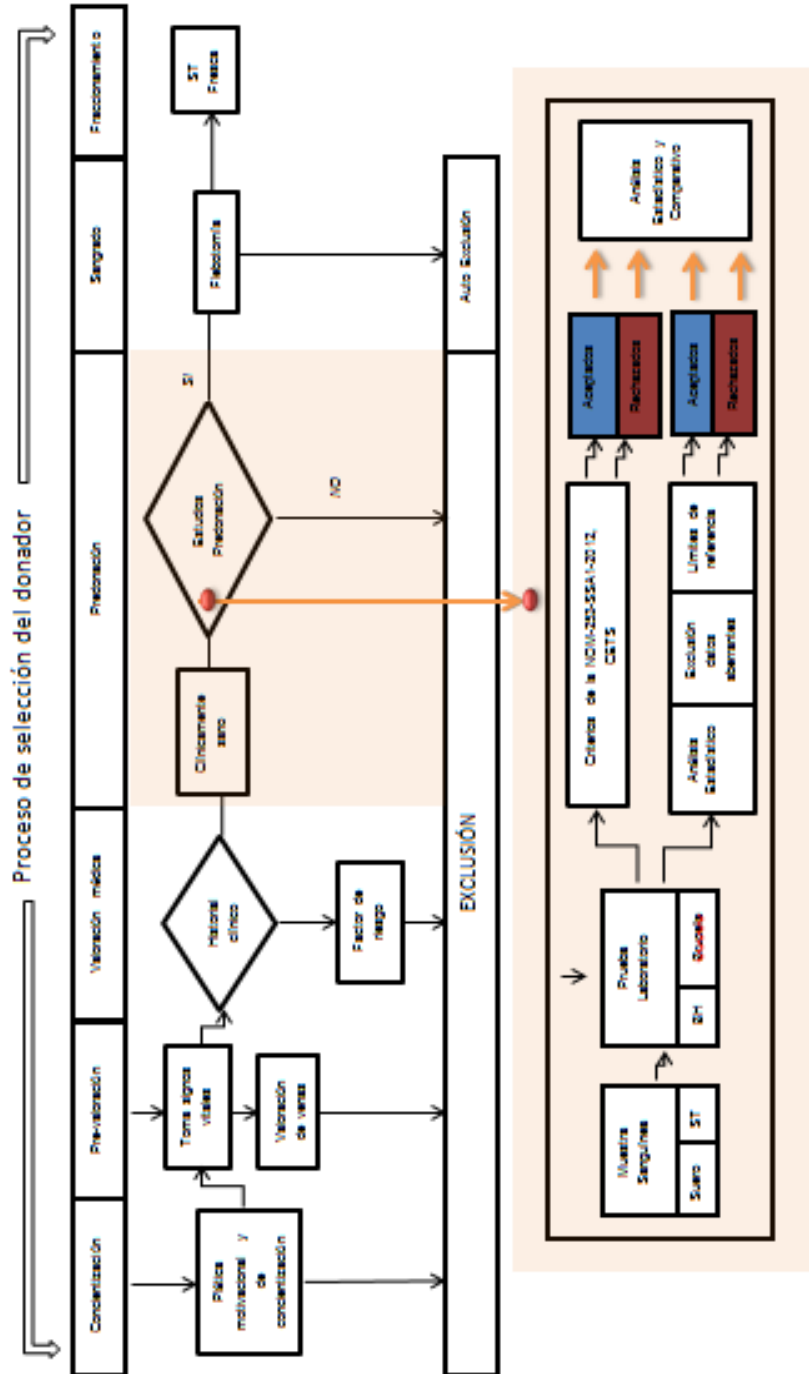 Proceso de selección del donador
Concientización
Pre-valoración
Valoración médica
Predonación
Sangrado
Fraccionamiento
Plática
motivacional y
de
concientización
Toma signos
vitales
Valoración
de venas
Historial
clínico
Factor de
riesgo
Clínicamente
sano
Estudios
Predonación
SI
NO
Flebotomía
ST
Fresca
EXCLUSIÓN
Auto Exclusión
Muestra
Sanguínea
Suero
ST
Prueba
Laboratorio
BH
Criterios de la NOM-253-SSA1-2012,
CETS
Análisis
Estadístico
Exclusión
datos
aberrantes
Límites de
referencia
Aceptados
Rechazados
Aceptados
Rechazados
Análisis
Estadístico y
Comparativo